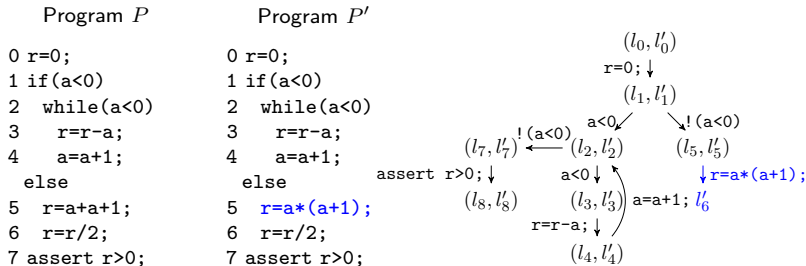 Program P
0 r=0;
1 if(a<0)
2 while(a<0)
3 r=r-a;
4 a=a+1;
else
5 r=a+a+1;
6 r=r/2;
7 assert r>0;
Program P′
0 r=0;
1 if(a<0)
2 while(a<0)
3 r=r-a;
4 a=a+1;
else
5 r=a*(a+1);
6 r=r/2;
7 assert r>0;
(l₀, l′₀)
r=0;
(l₁, l′₁)
a<0 !(a<0)
(l₇, l′₇) !(a<0) (l₂, l′₂) (l₅, l′₅)
assert r>0; a<0 r=a*(a+1);
(l₈, l′₈) (l₃, l′₃) a=a+1; l′₆
r=r-a;
(l₄, l′₄)